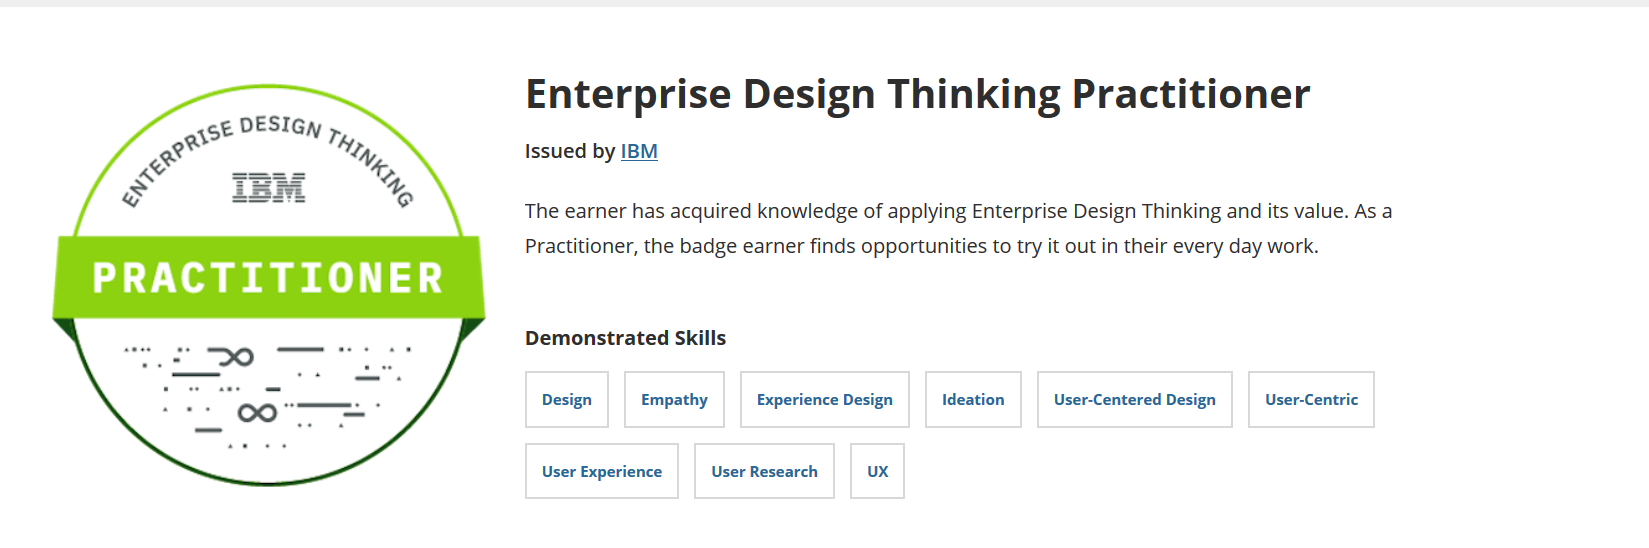 ENTERPRISE DESIGN THINKING
IBM
PRACTITIONER
Enterprise Design Thinking Practitioner
Issued by IBM
The earner has acquired knowledge of applying Enterprise Design Thinking and its value. As a
Practitioner, the badge earner finds opportunities to try it out in their every day work.
Demonstrated Skills
Design Empathy Experience Design Ideation User-Centered Design User-Centric
User Experience User Research UX